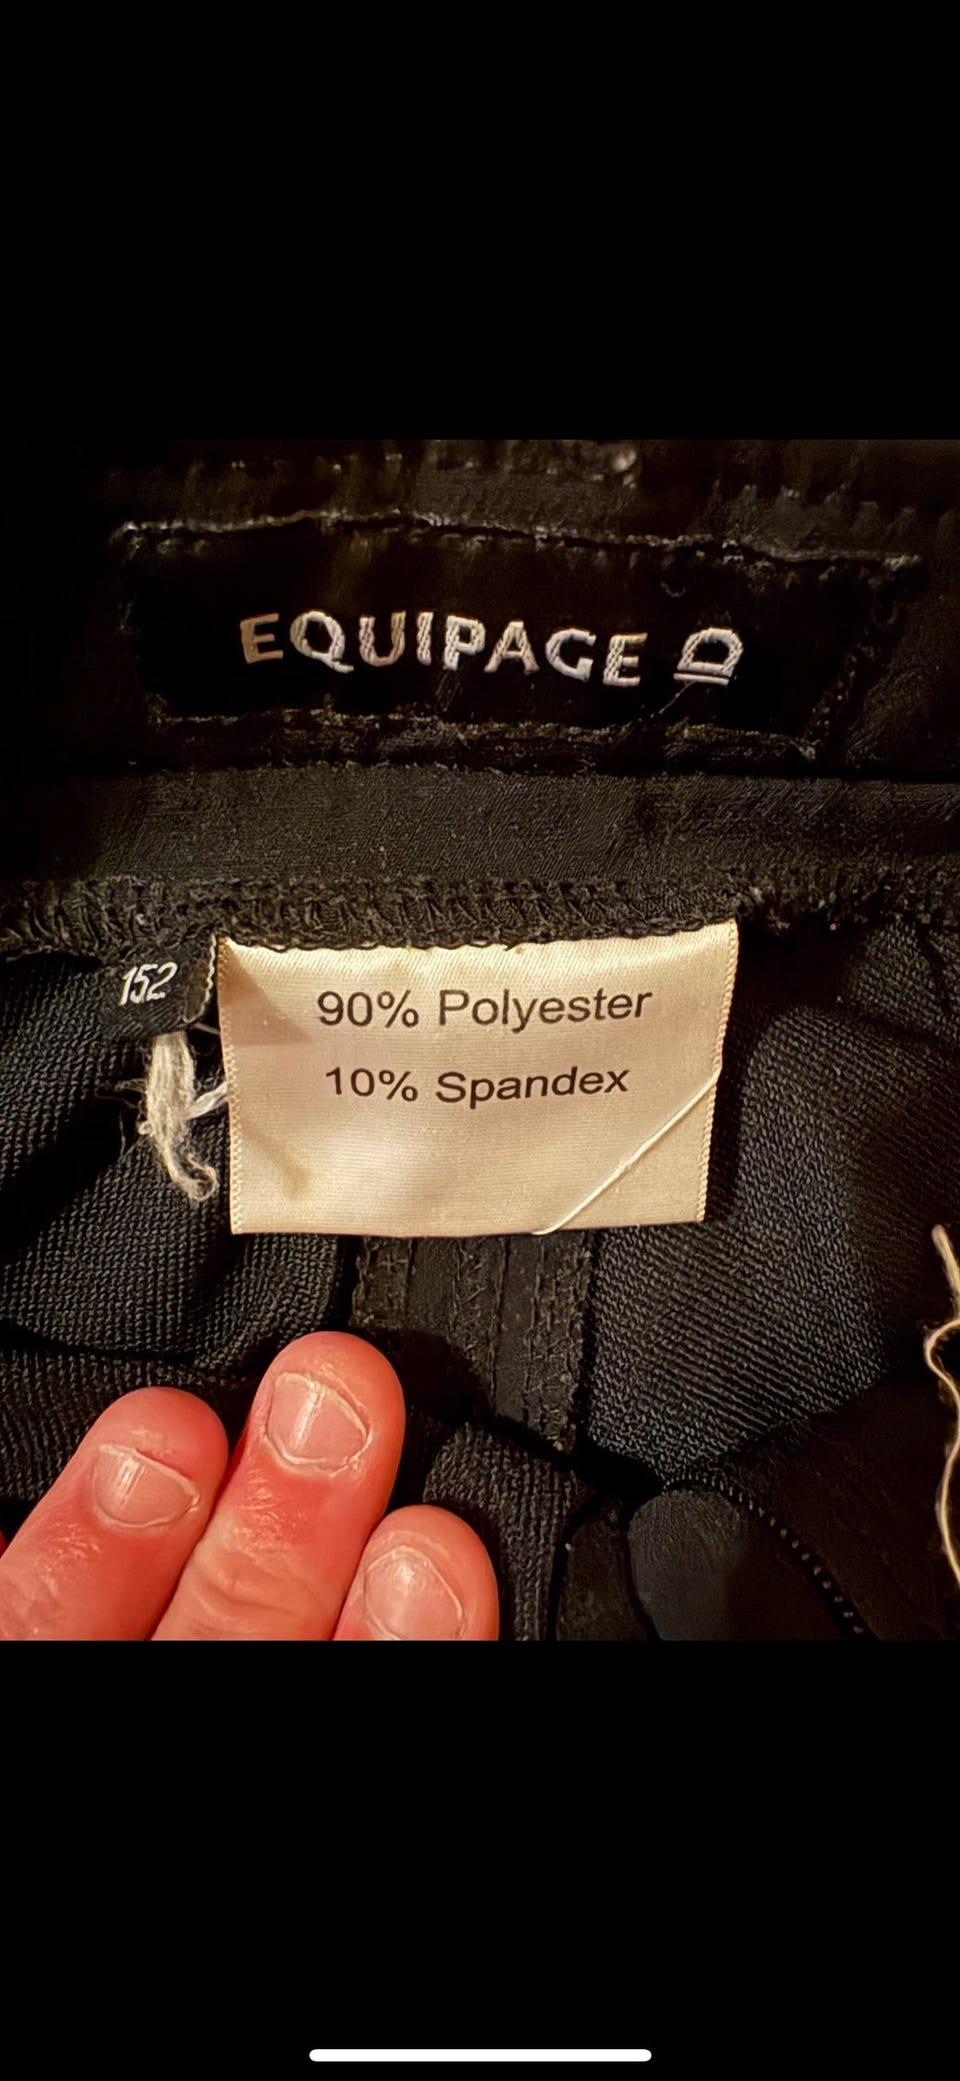 EQUIPAGE
152
90% Polyester
10% Spandex